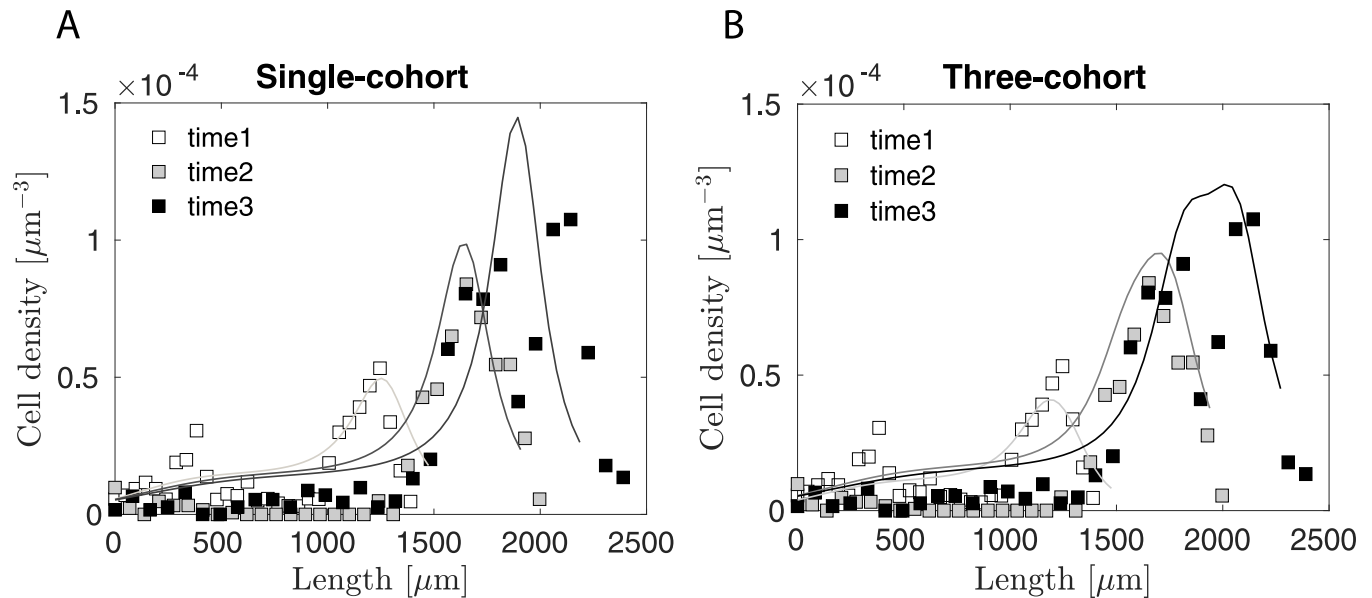 A
Single-cohort
×10 -4
1.5
1
0.5
0
Cell density [μm−3]
time1
time2
time3
0 500 1000 1500 2000 2500
Length [μm]
B
Three-cohort
×10 -4
1.5
1
0.5
0
Cell density [μm−3]
time1
time2
time3
0 500 1000 1500 2000 2500
Length [μm]